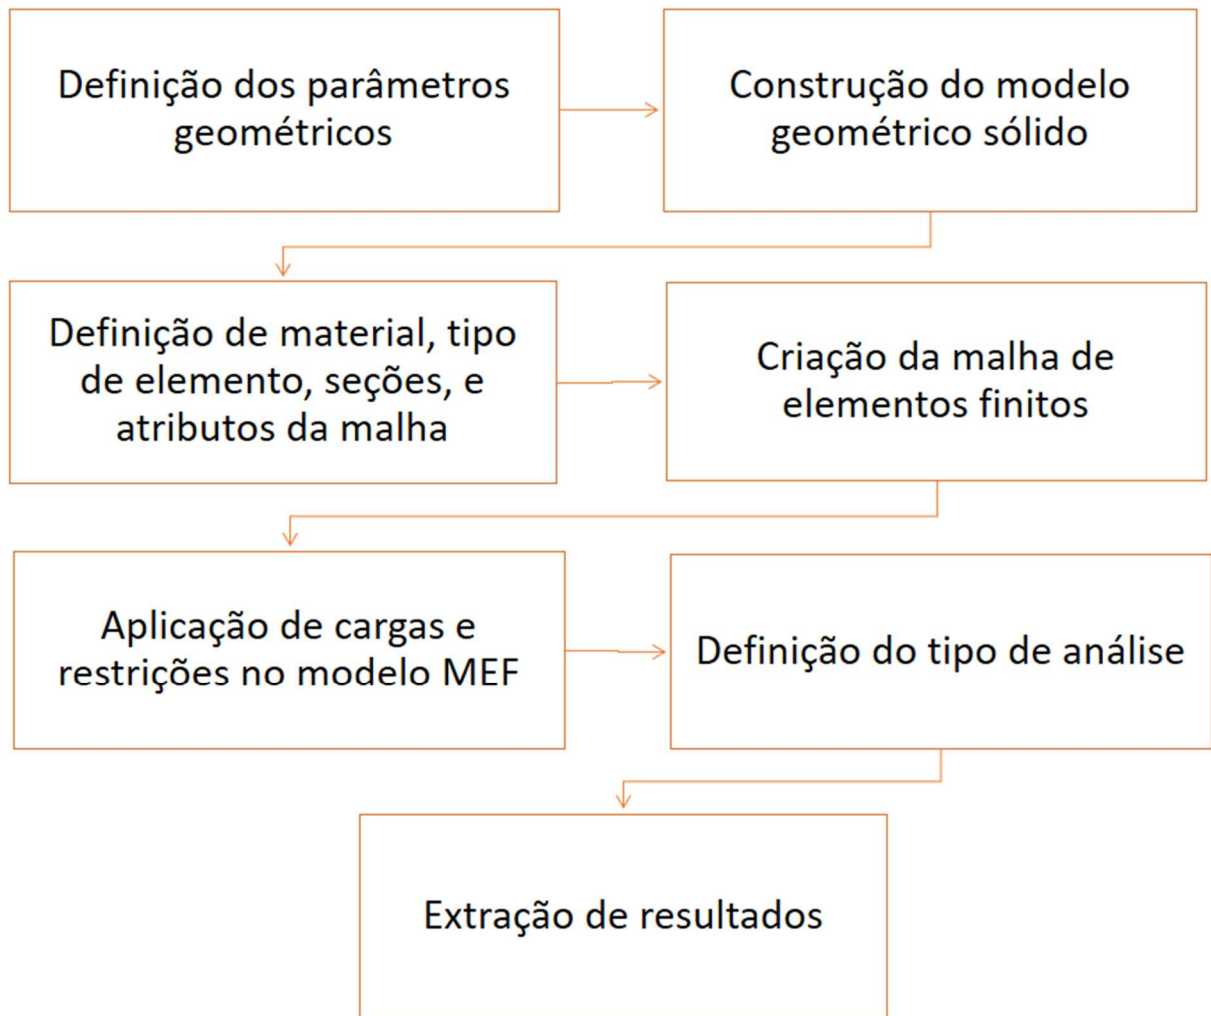 Definição dos parâmetros
geométricos
Construção do modelo
geométrico sólido
Definição de material, tipo
de elemento, seções, e
atributos da malha
Criação da malha de
elementos finitos
Aplicação de cargas e
restrições no modelo MEF
Definição do tipo de análise
Extração de resultados